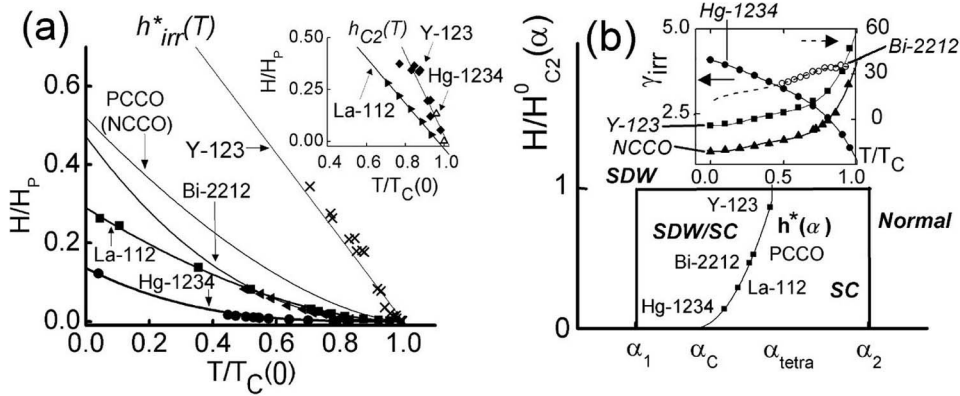 (a)
h*irr(T)
H/HP
0.6
0.4
0.2
0.0
PCCO
(NCCO)
Y-123
Bi-2212
La-112
Hg-1234
0.0 0.2 0.4 0.6 0.8 1.0
T/TC(0)
H/HP
0.50
0.25
0.00
hC2(T)
Y-123
Hg-1234
La-112
0.4 0.6 0.8 1.0
T/TC(0)
(b)
H/H0C2(α)
1
0
Hg-1234
γirr
5.0
2.5
60
30
0
Bi-2212
Y-123
NCCO
0.0 0.5 1.0
T/TC
SDW
Y-123
SDW/SC
h*(α)
Bi-2212
PCCO
La-112
Hg-1234
SC
Normal
α1
αC
αtetra
α2